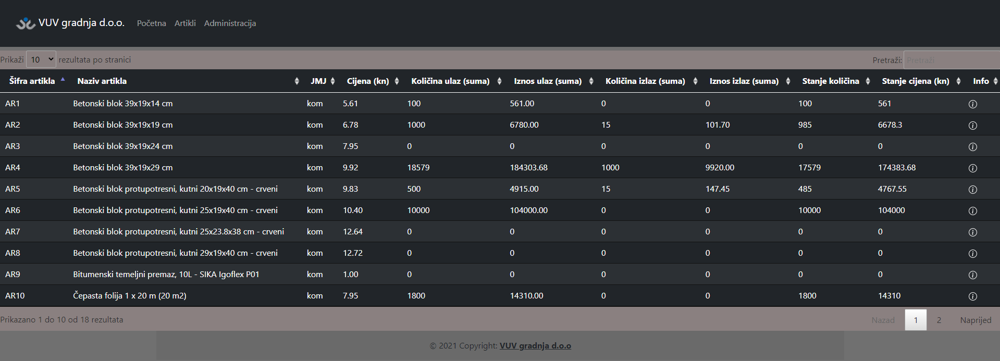 VUV gradnja d.o.o. Početna Artikli Administracija
Prikaži 10 rezultata po stranici Pretraži: Pretraži
Šifra artikla Naziv artikla JMJ Cijena (kn) Količina ulaz (suma) Iznos ulaz (suma) Količina izlaz (suma) Iznos izlaz (suma) Stanje količina Stanje cijena (kn) Info
AR1 Betonski blok 39x19x14 cm kom 5.61 100 561.00 0 0 100 561
AR2 Betonski blok 39x19x19 cm kom 6.78 1000 6780.00 15 101.70 985 6678.3
AR3 Betonski blok 39x19x24 cm kom 7.95 0 0 0 0 0 0
AR4 Betonski blok 39x19x29 cm kom 9.92 18579 184303.68 1000 9920.00 17579 174383.68
AR5 Betonski blok protupotresni, kutni 20x19x40 cm - crveni kom 9.83 500 4915.00 15 147.45 485 4767.55
AR6 Betonski blok protupotresni, kutni 25x19x40 cm - crveni kom 10.40 10000 104000.00 0 0 10000 104000
AR7 Betonski blok protupotresni, kutni 25x23.8x38 cm - crveni kom 12.64 0 0 0 0 0 0
AR8 Betonski blok protupotresni, kutni 29x19x40 cm - crveni kom 12.72 0 0 0 0 0 0
AR9 Bitumenski temeljni premaz, 10L - SIKA Igoflex P01 kom 1.00 0 0 0 0 0 0
AR10 Čepasta folija 1 x 20 m (20 m2) kom 7.95 1800 14310.00 0 0 1800 14310
Prikazano 1 do 10 od 18 rezultata Nazad 1 2 Naprijed
© 2021 Copyright: VUV gradnja d.o.o